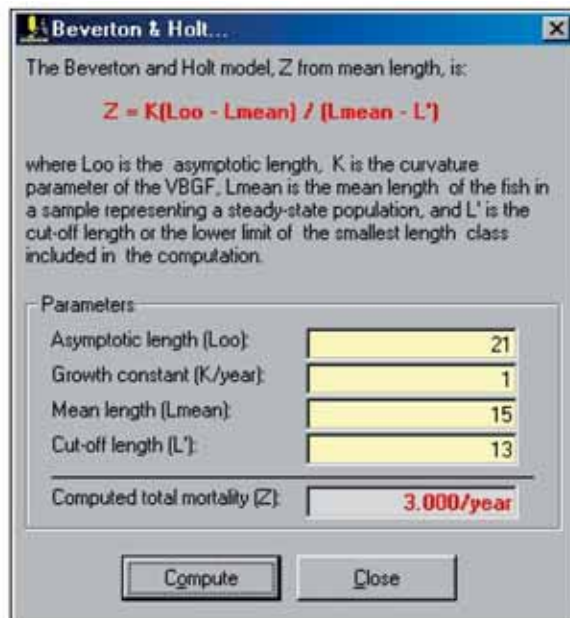 Beverton & Holt...
The Beverton and Holt model, Z from mean length, is:
Z = K(Loo - Lmean) / (Lmean - L')
where Loo is the asymptotic length, K is the curvature
parameter of the VBGF, Lmean is the mean length of the fish in
a sample representing a steady-state population, and L' is the
cut-off length or the lower limit of the smallest length class
included in the computation.
Parameters
Asymptotic length (Loo): 21
Growth constant (K/year): 1
Mean length (Lmean): 15
Cut-off length (L'): 13
Computed total mortality (Z): 3.000/year
Compute Close